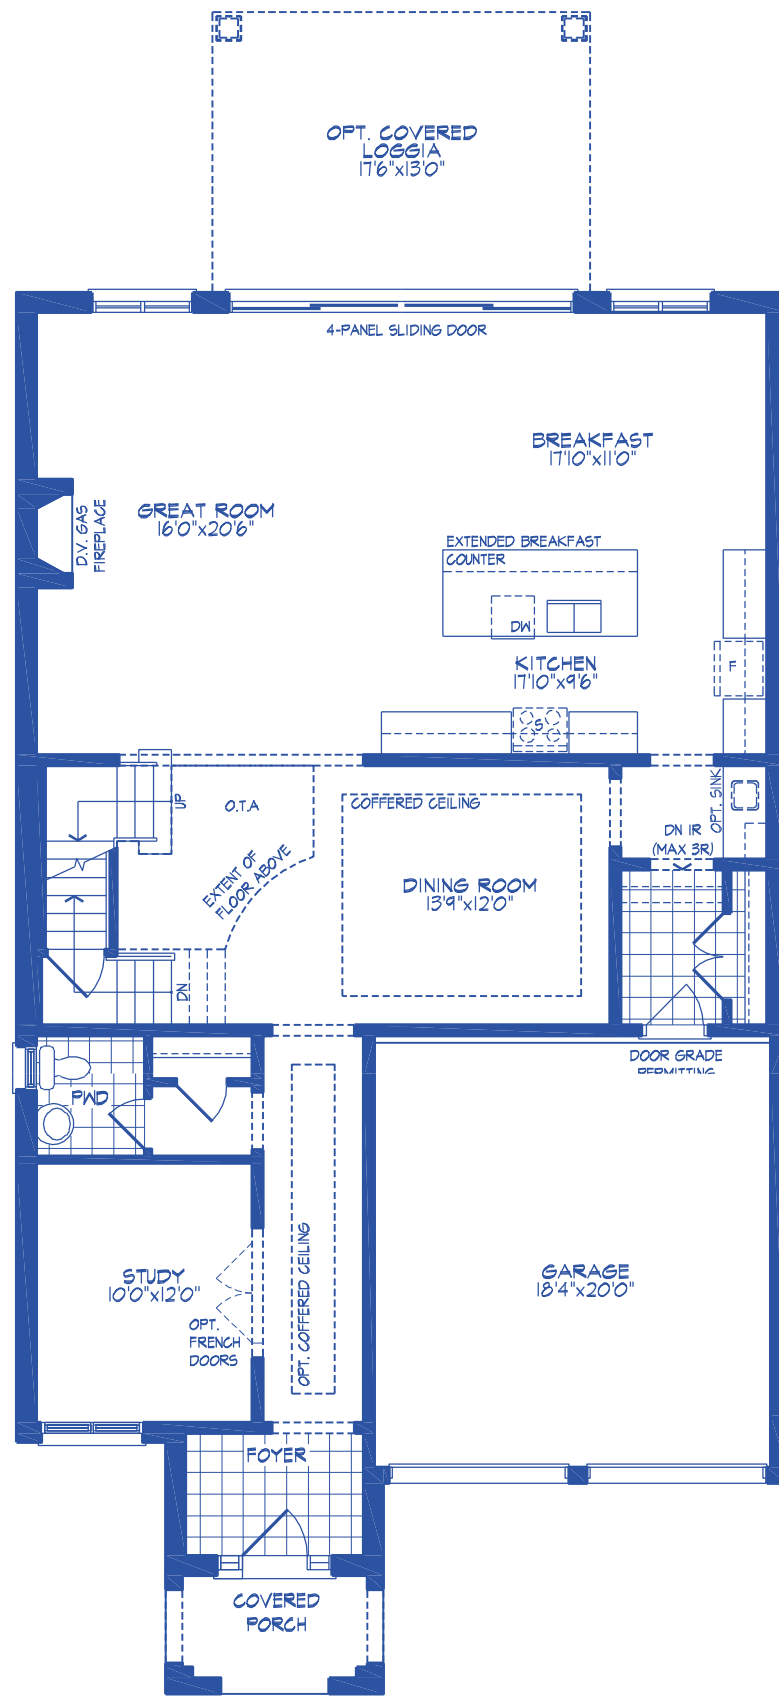 OPT. COVERED
LOGGIA
17'6"x13'0"
4-PANEL SLIDING DOOR
BREAKFAST
17'10"x11'0"
GREAT ROOM
16'0"x20'6"
D.V. GAS
FIREPLACE
EXTENDED BREAKFAST
COUNTER
DW
KITCHEN
17'10"x9'6"
F
S
UP
O.T.A
COFFERED CEILING
OPT. SINK
DN 1R
(MAX 3R)
EXTENT OF
FLOOR ABOVE
DINING ROOM
13'9"x12'0"
DN
DOOR GRADE
PERMITTING
PWD
STUDY
10'0"x12'0"
OPT.
FRENCH
DOORS
OPT. COFFERED CEILING
GARAGE
18'4"x20'0"
FOYER
COVERED
PORCH